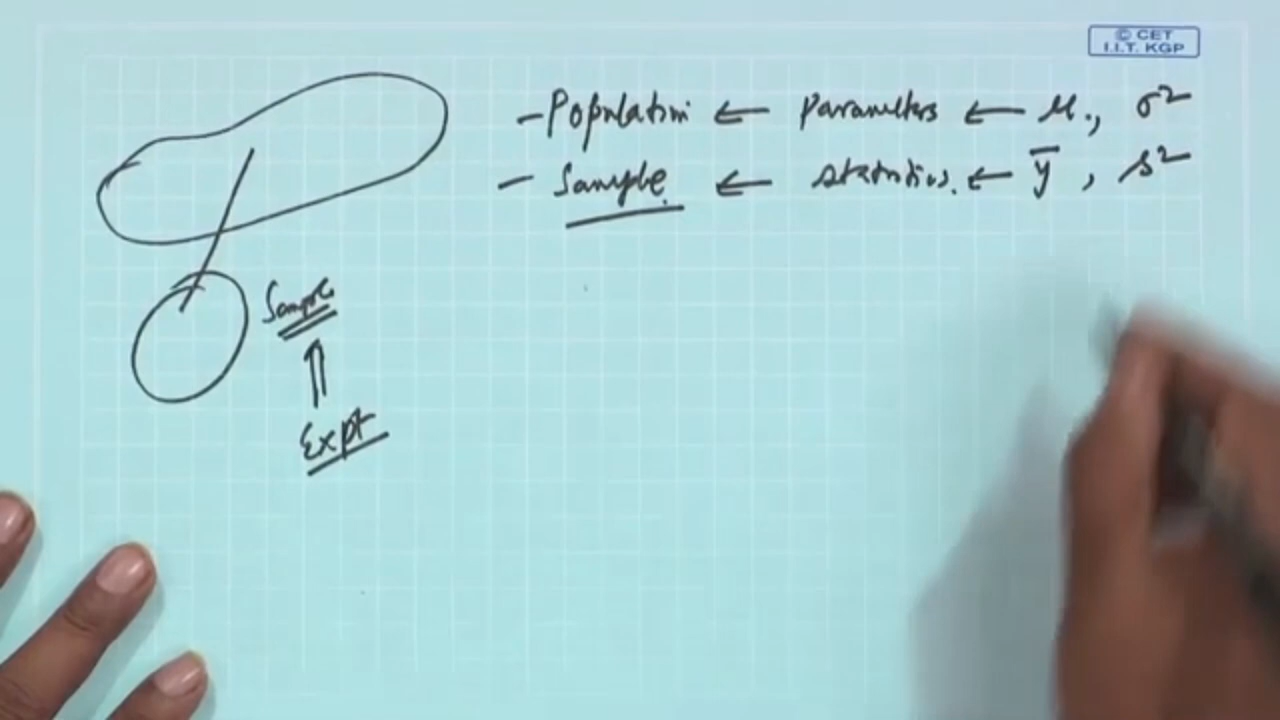 © CET
I.I.T. KGP
- Population ← Parameters ← μ, σ²
- Sample ← statistics ← ȳ, s²
Sample
⇑
Expt